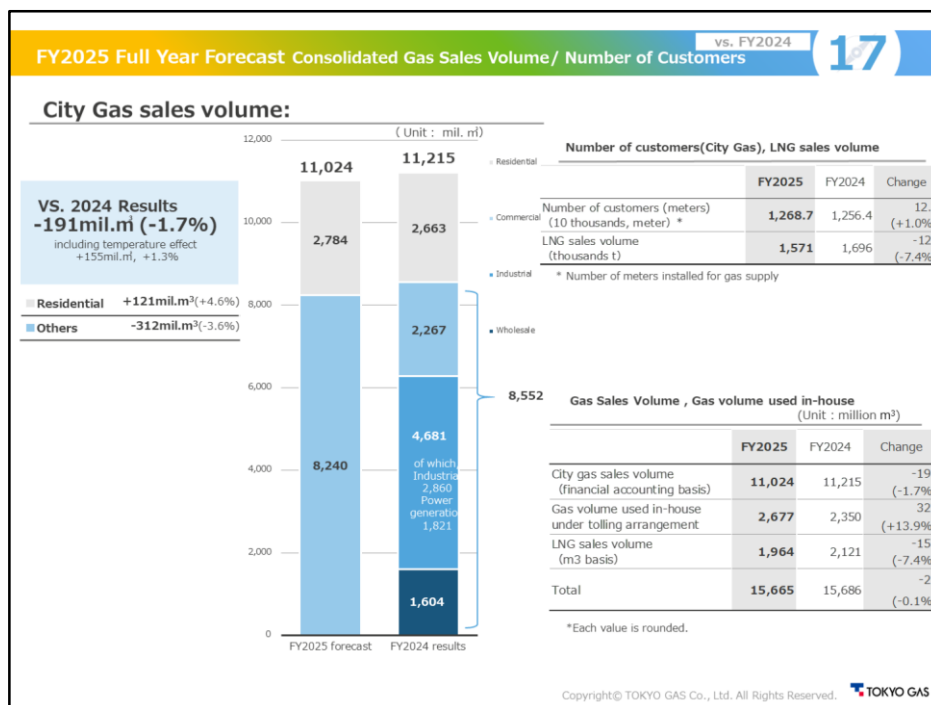 vs. FY2024
FY2025 Full Year Forecast Consolidated Gas Sales Volume/ Number of Customers
17
City Gas sales volume:
（Unit： mil. ㎥）
VS. 2024 Results
-191mil.㎥ (-1.7%)
including temperature effect
+155mil.㎥, +1.3%
Residential +121mil.m³(+4.6%)
Others -312mil.m³(-3.6%)
12,000
10,000
8,000
6,000
4,000
2,000
0
11,024
2,784
8,240
FY2025 forecast
11,215
2,663
2,267
4,681
of which,
Industria
2,860
Power
generatio
1,821
1,604
FY2024 results
8,552
Residential
Commercial
Industrial
Wholesale
Number of customers(City Gas), LNG sales volume
FY2025 FY2024 Change
Number of customers (meters)
（10 thousands, meter） * 1,268.7 1,256.4 12.
(+1.0%
LNG sales volume
(thousands t) 1,571 1,696 -12
(-7.4%
* Number of meters installed for gas supply
Gas Sales Volume , Gas volume used in-house
(Unit：million m³)
FY2025 FY2024 Change
City gas sales volume
（financial accounting basis） 11,024 11,215 -19
(-1.7%
Gas volume used in-house
under tolling arrangement 2,677 2,350 32
(+13.9%
LNG sales volume
（m3 basis） 1,964 2,121 -15
(-7.4%
Total 15,665 15,686 -2
(-0.1%
*Each value is rounded.
Copyright© TOKYO GAS Co., Ltd. All Rights Reserved.
TOKYO GAS